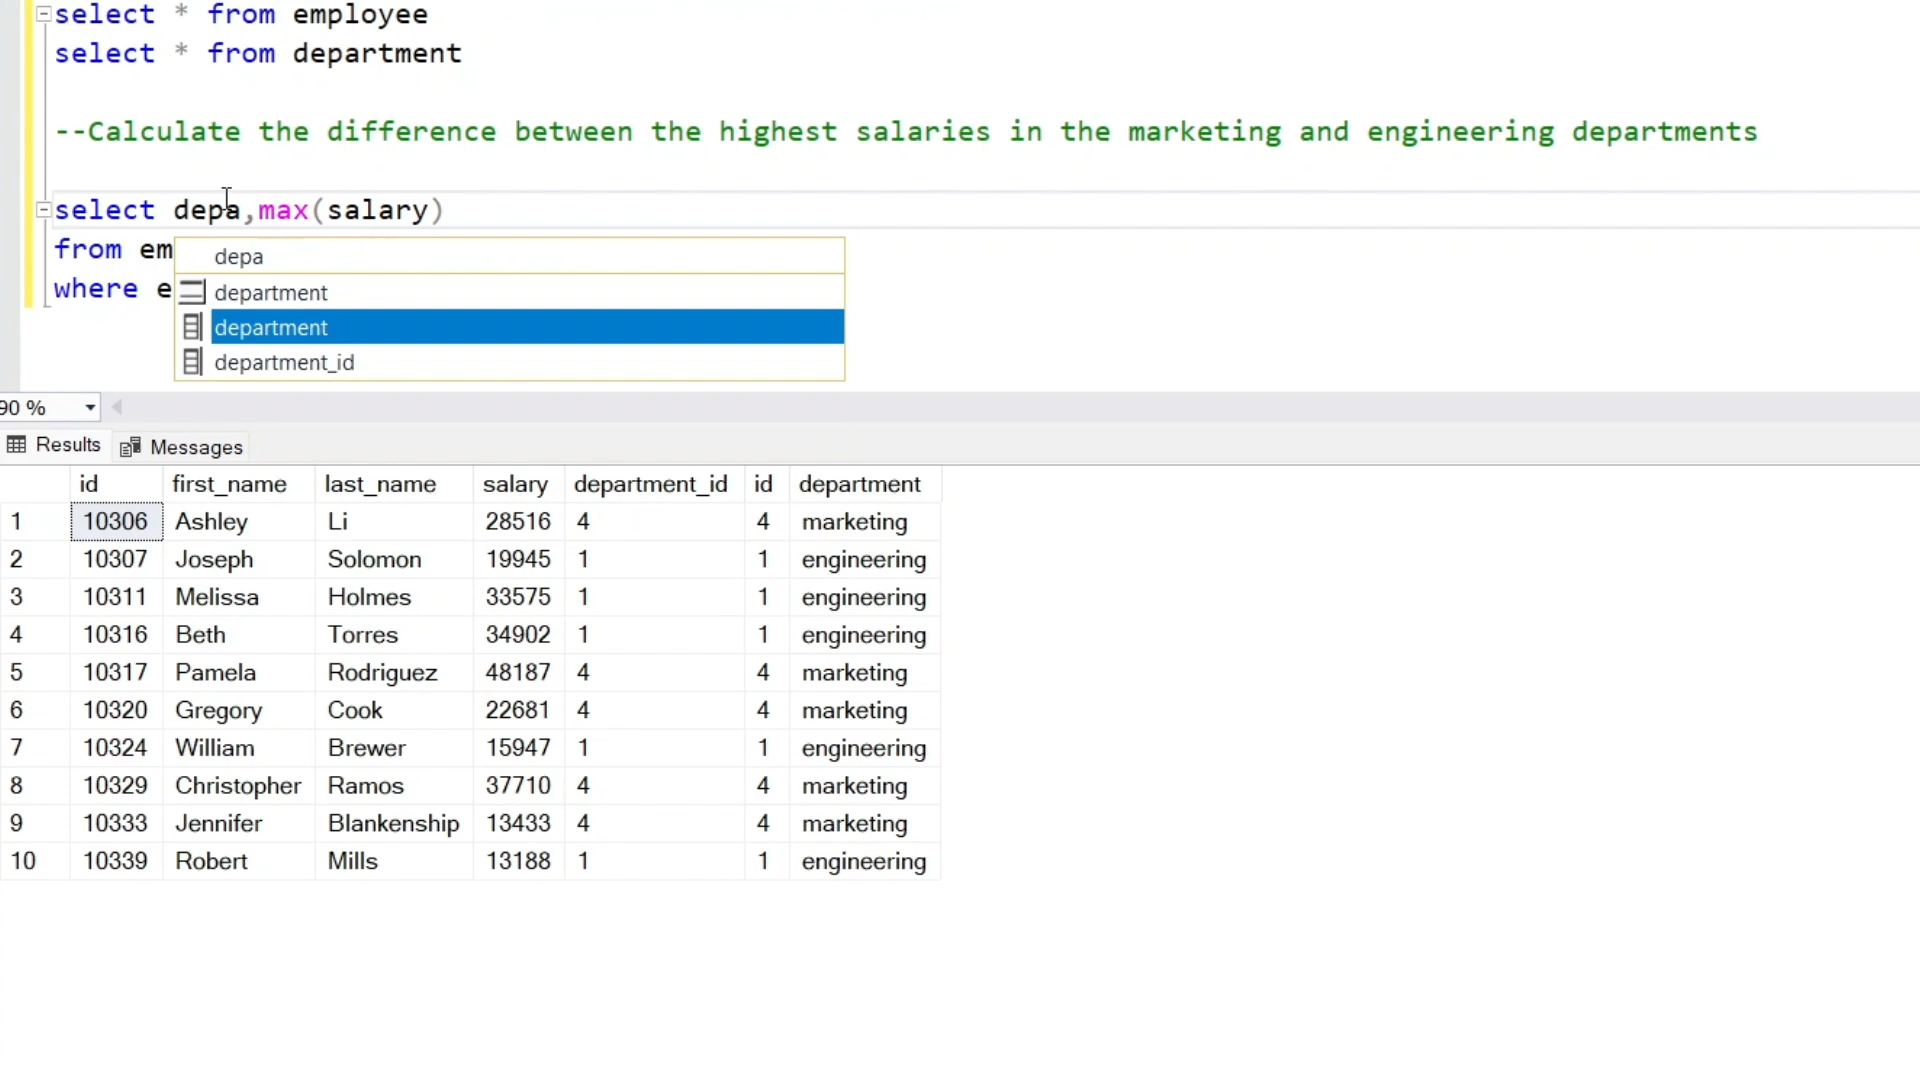 select * from employee
select * from department
--Calculate the difference between the highest salaries in the marketing and engineering departments
select depa,max(salary)
from em
where e
depa
department
department
department_id
90 %
Results Messages
id first_name last_name salary department_id id department
1 10306 Ashley Li 28516 4 4 marketing
2 10307 Joseph Solomon 19945 1 1 engineering
3 10311 Melissa Holmes 33575 1 1 engineering
4 10316 Beth Torres 34902 1 1 engineering
5 10317 Pamela Rodriguez 48187 4 4 marketing
6 10320 Gregory Cook 22681 4 4 marketing
7 10324 William Brewer 15947 1 1 engineering
8 10329 Christopher Ramos 37710 4 4 marketing
9 10333 Jennifer Blankenship 13433 4 4 marketing
10 10339 Robert Mills 13188 1 1 engineering